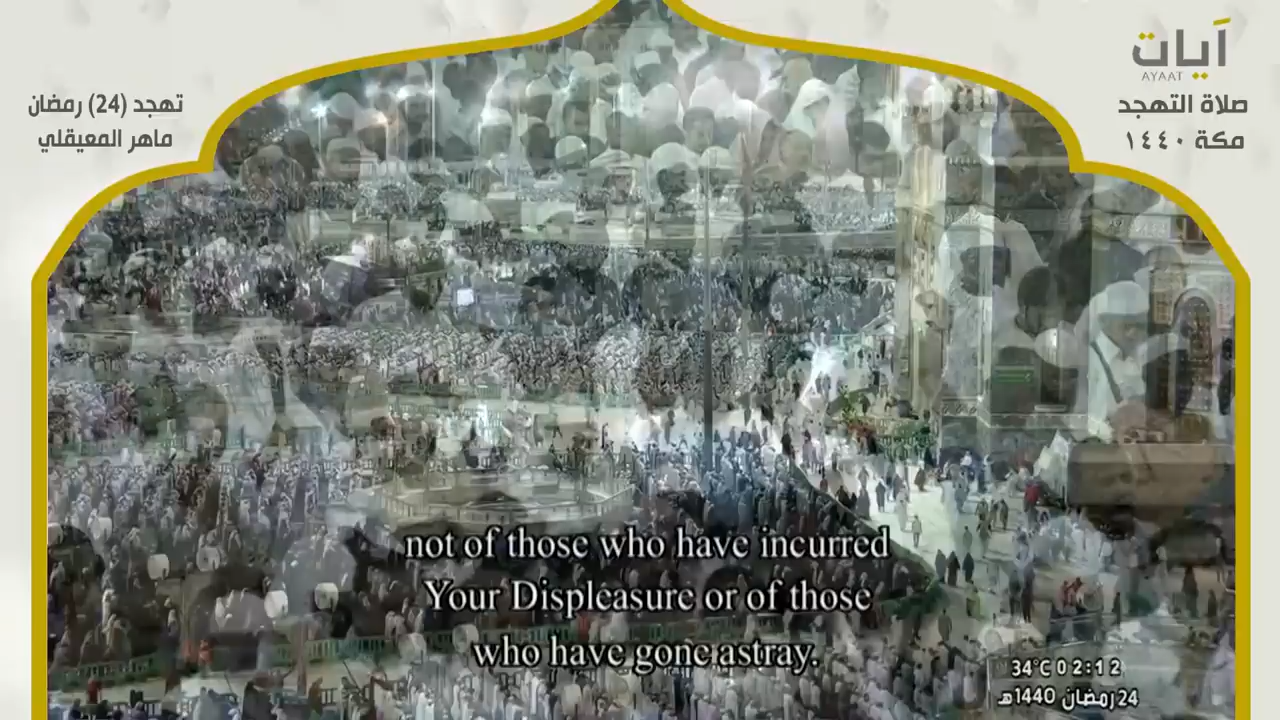 آيات
AYAAT
صلاة التهجد
مكة ١٤٤٠
تهجد (24) رمضان
ماهر المعيقلي
not of those who have incurred
Your Displeasure or of those
who have gone astray.
34°C 02:12
24 رمضان 1440هـ